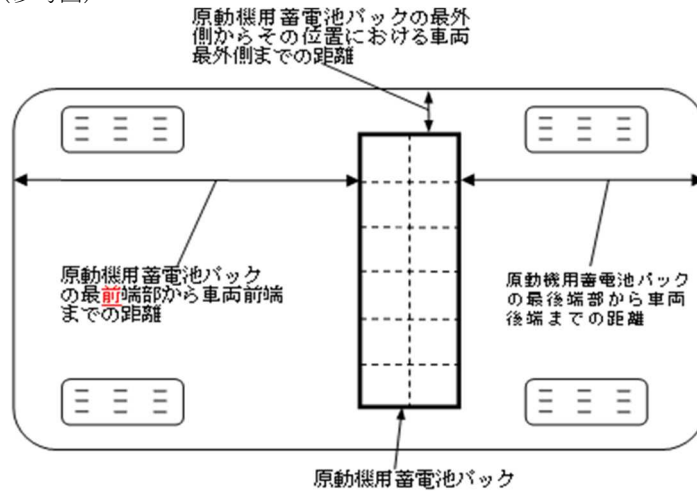 (参考図)
原動機用蓄電池パックの最外
側からその位置における車両
最外側までの距離
原動機用蓄電池パック
の最前端部から車両前端
までの距離
原動機用蓄電池パック
の最後端部から車両
後端までの距離
原動機用蓄電池パック